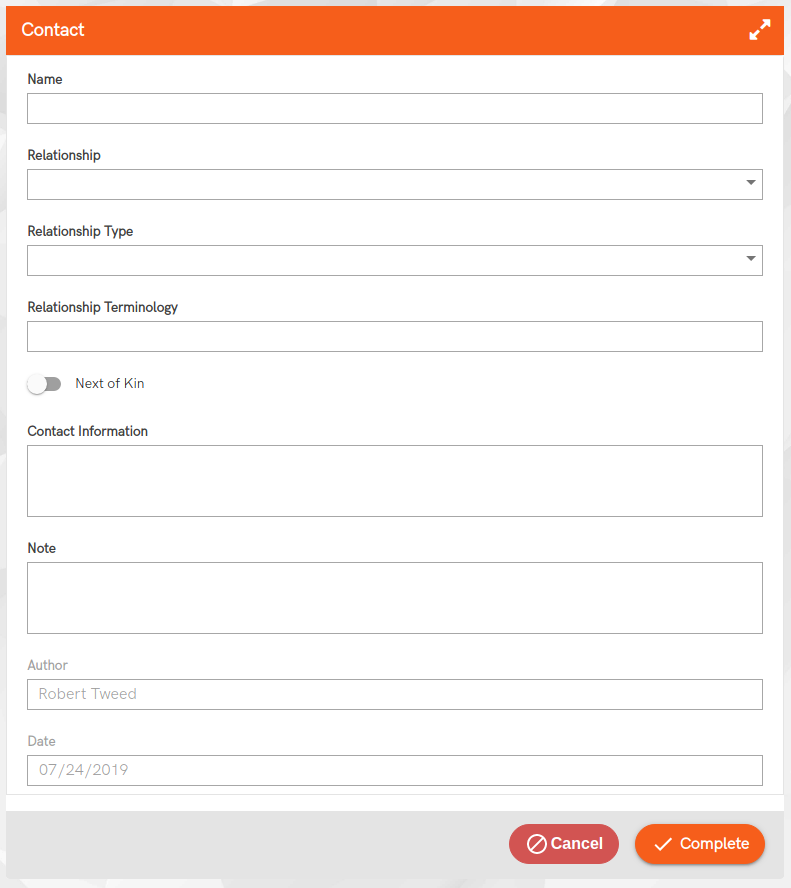 Contact
Name
Relationship
Relationship Type
Relationship Terminology
Next of Kin
Contact Information
Note
Author
Robert Tweed
Date
07/24/2019
Cancel Complete